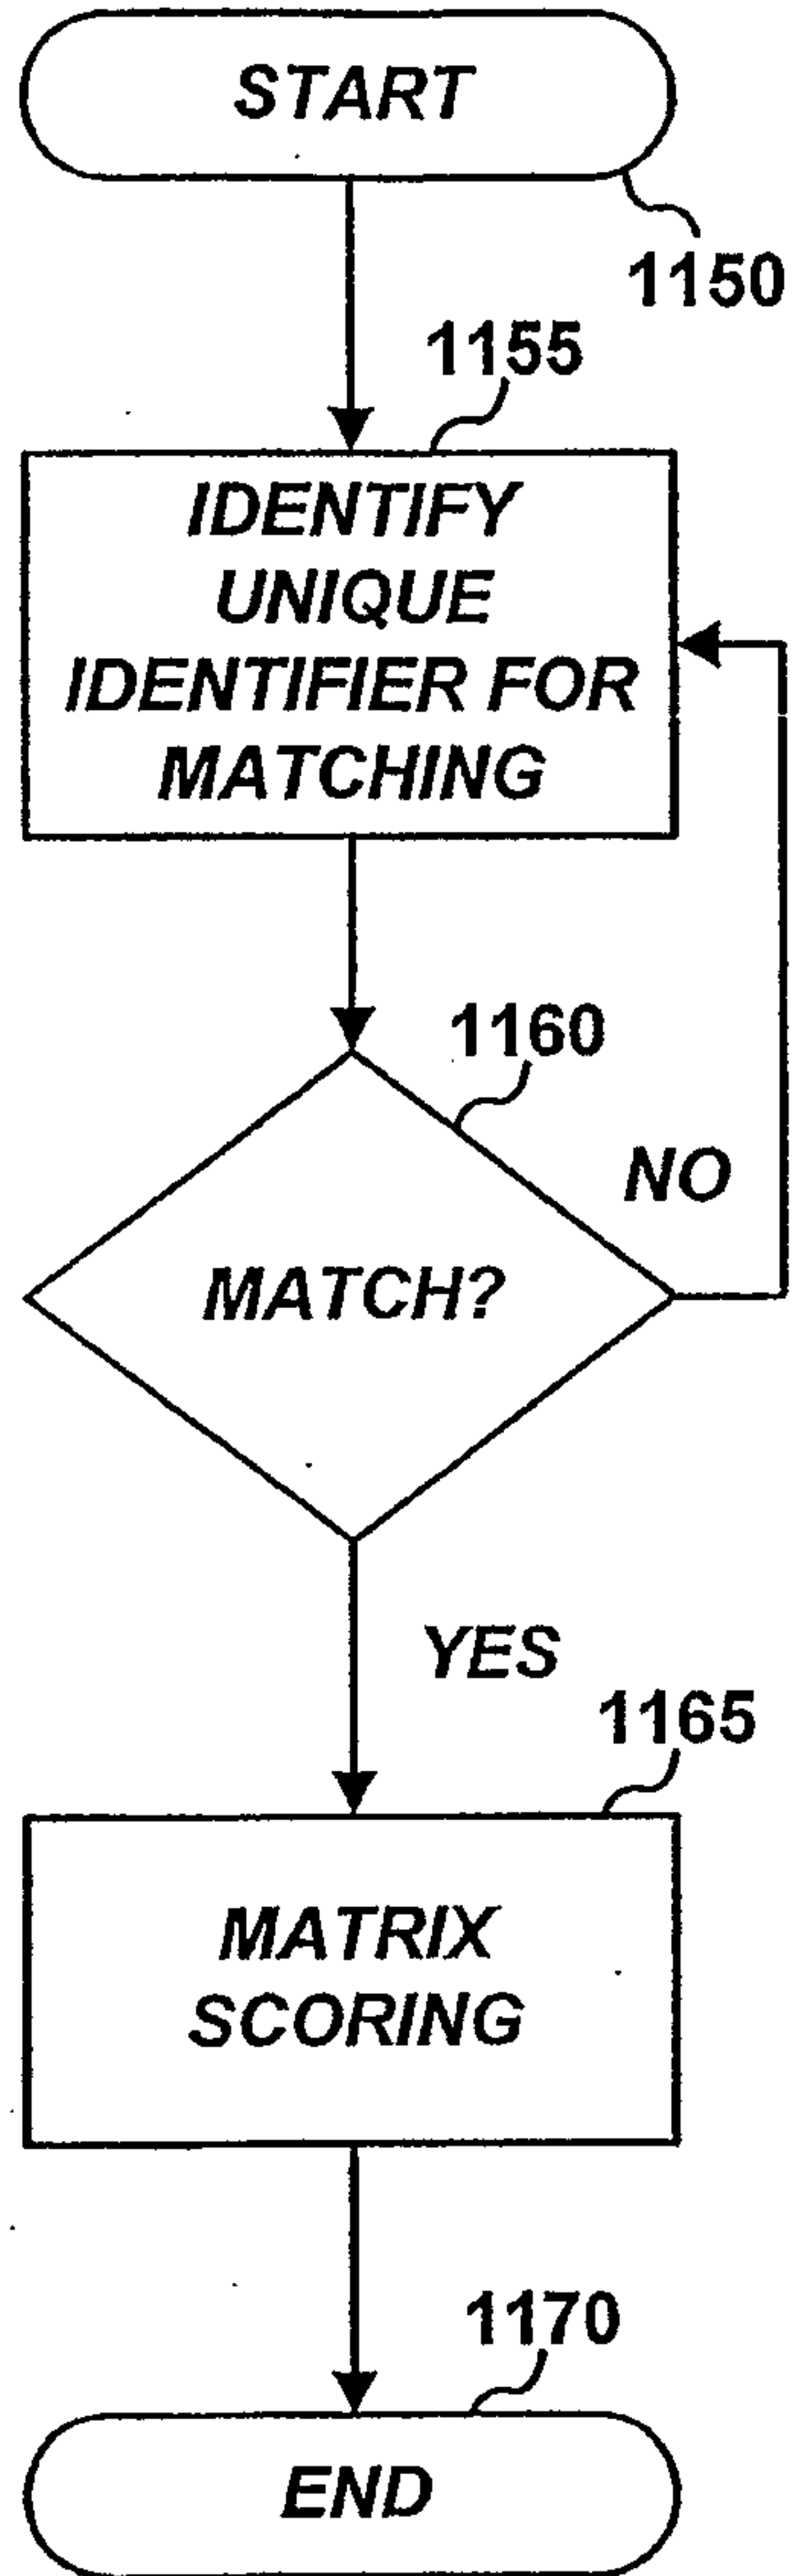 START
1150
1155
IDENTIFY
UNIQUE
IDENTIFIER FOR
MATCHING
1160
NO
MATCH?
YES
1165
MATRIX
SCORING
1170
END